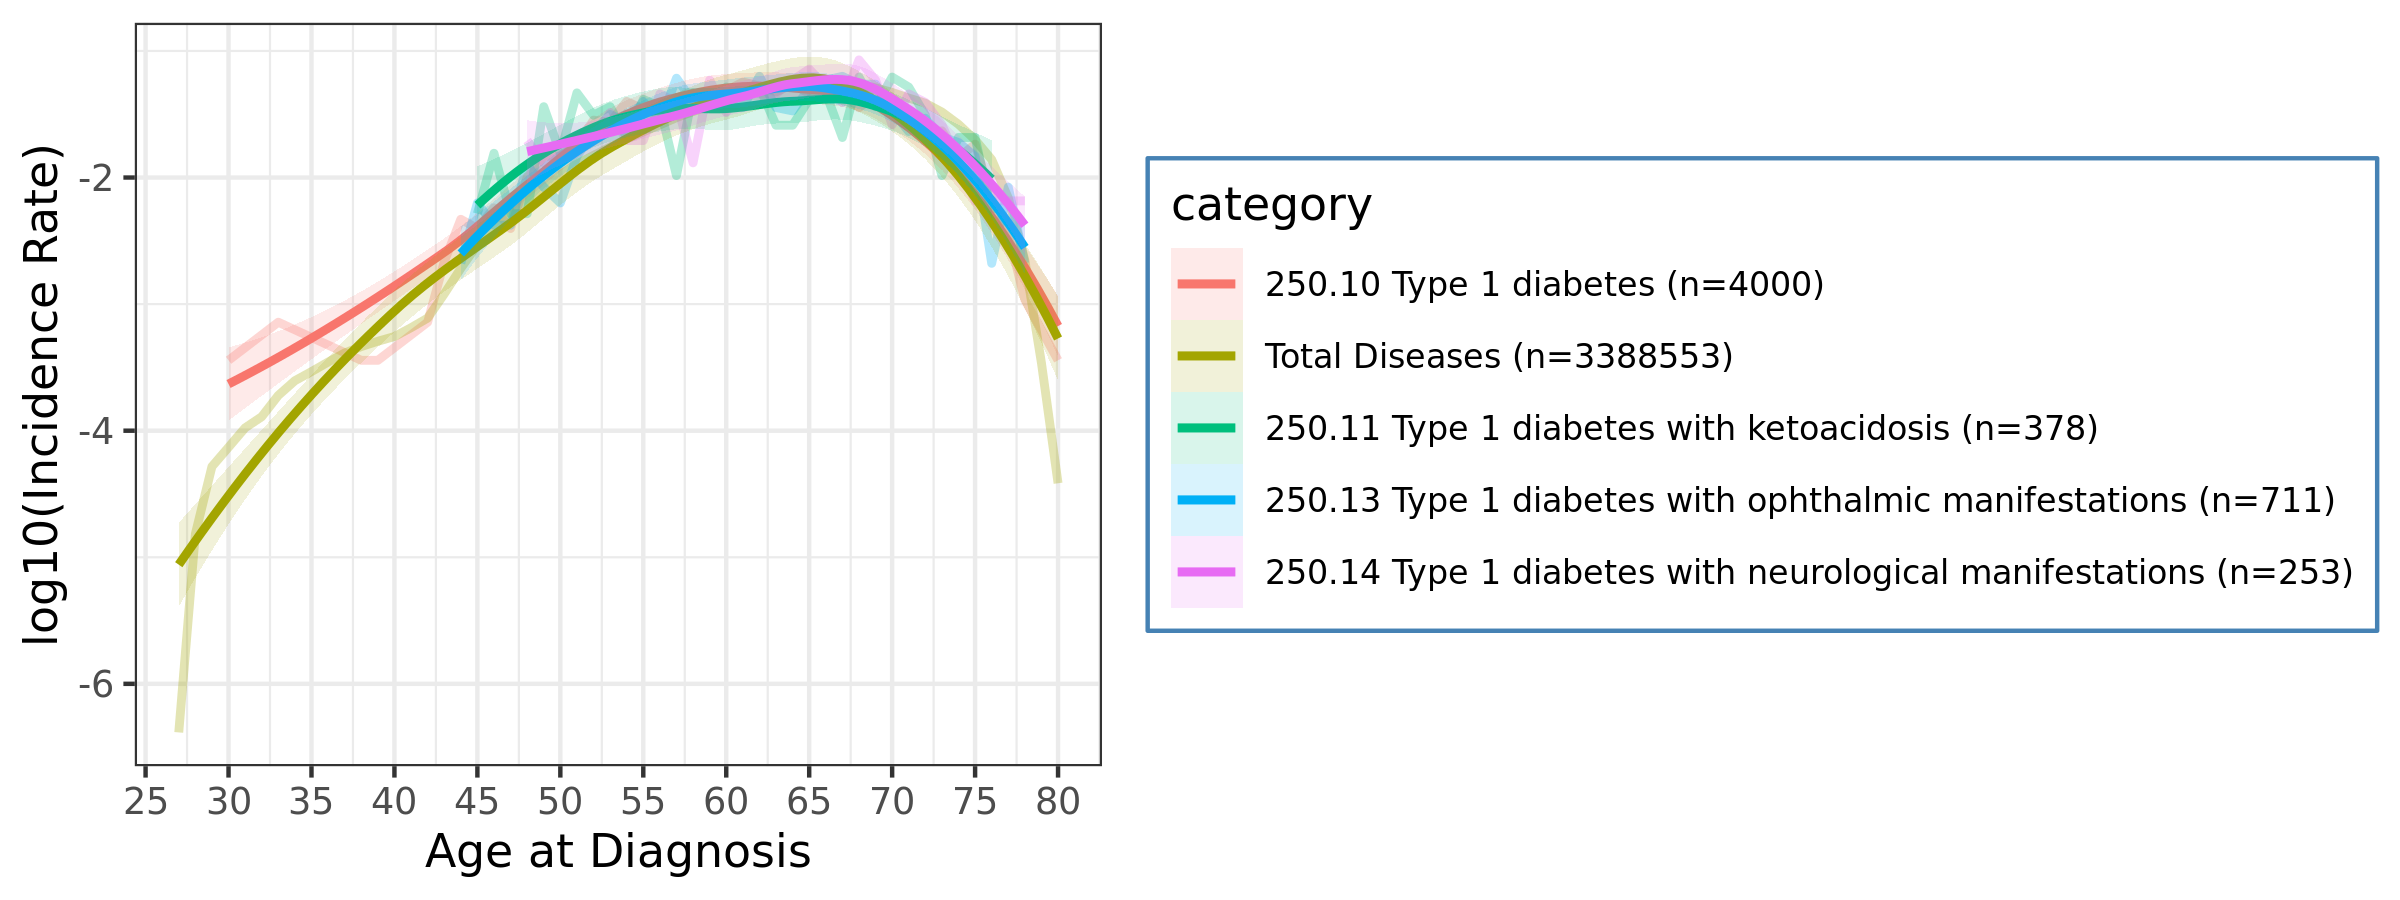 log10(Incidence Rate)
-2
-4
-6
25 30 35 40 45 50 55 60 65 70 75 80
Age at Diagnosis
category
250.10 Type 1 diabetes (n=4000)
Total Diseases (n=3388553)
250.11 Type 1 diabetes with ketoacidosis (n=378)
250.13 Type 1 diabetes with ophthalmic manifestations (n=711)
250.14 Type 1 diabetes with neurological manifestations (n=253)